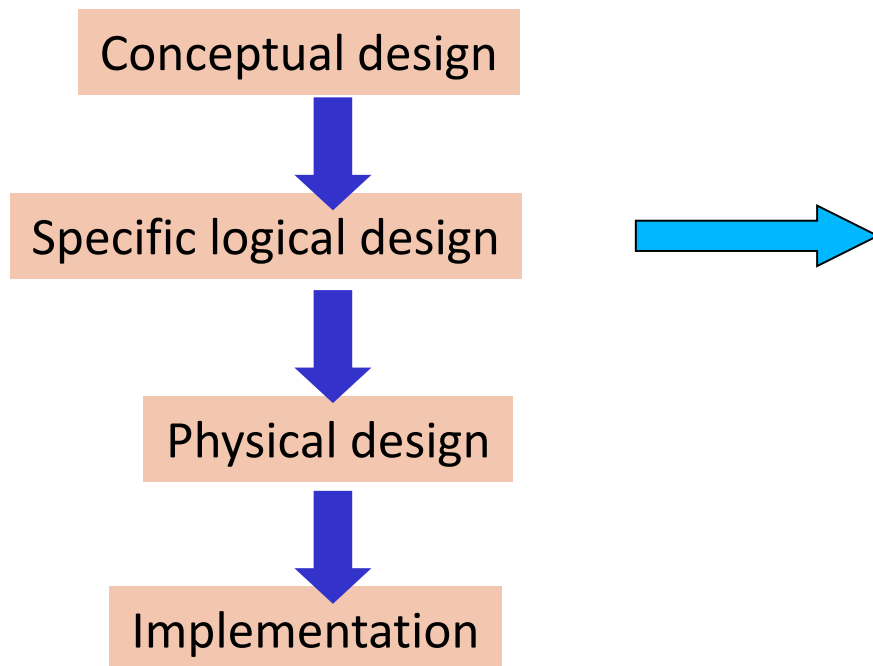 Conceptual design
Specific logical design
Physical design
Implementation